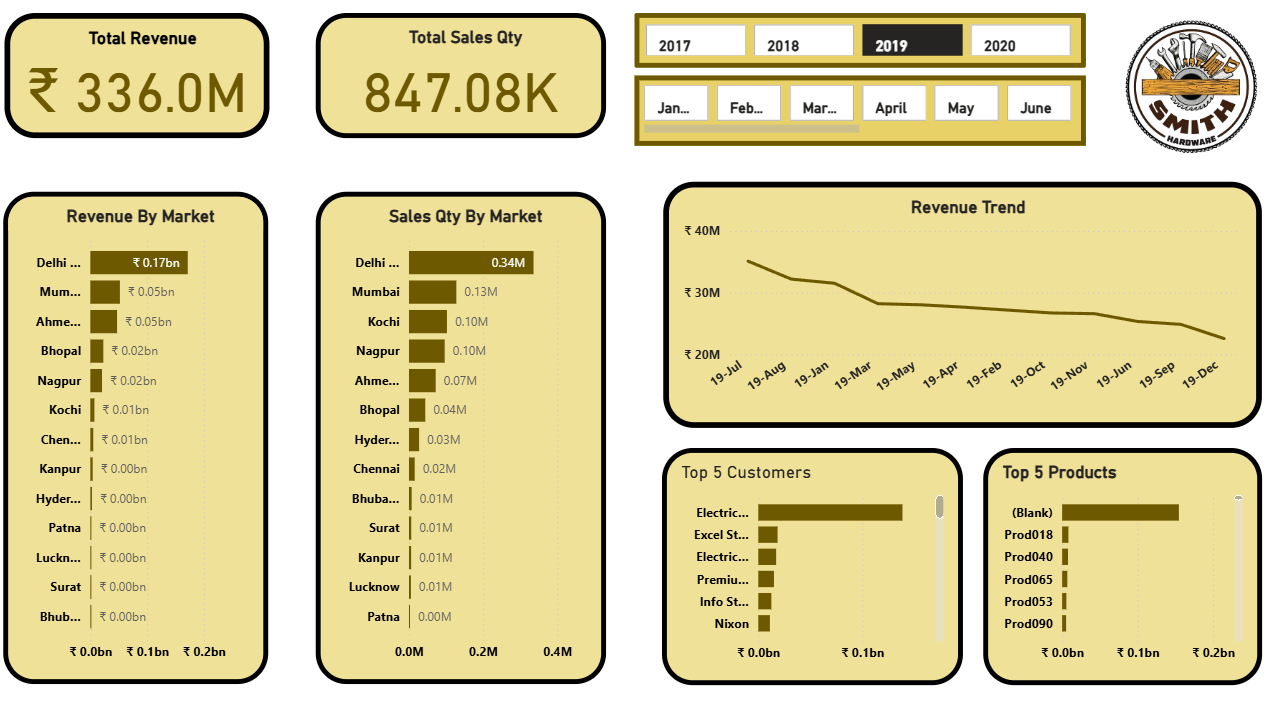 Total Revenue
₹ 336.0M
Total Sales Qty
847.08K
2017
2018
2019
2020
Jan...
Feb...
Mar...
April
May
June
SMITH
HARDWARE
Revenue By Market
Delhi ...
₹ 0.17bn
Mum...
₹ 0.05bn
Ahme...
₹ 0.05bn
Bhopal
₹ 0.02bn
Nagpur
₹ 0.02bn
Kochi
₹ 0.01bn
Chen...
₹ 0.01bn
Kanpur
₹ 0.00bn
Hyder...
₹ 0.00bn
Patna
₹ 0.00bn
Luckn...
₹ 0.00bn
Surat
₹ 0.00bn
Bhub...
₹ 0.00bn
₹ 0.0bn
₹ 0.1bn
₹ 0.2bn
Sales Qty By Market
Delhi ...
0.34M
Mumbai
0.13M
Kochi
0.10M
Nagpur
0.10M
Ahme...
0.07M
Bhopal
0.04M
Hyder...
0.03M
Chennai
0.02M
Bhuba...
0.01M
Surat
0.01M
Kanpur
0.01M
Lucknow
0.01M
Patna
0.00M
0.0M
0.2M
0.4M
Revenue Trend
₹ 40M
₹ 30M
₹ 20M
19-Jul
19-Aug
19-Jan
19-Mar
19-May
19-Apr
19-Feb
19-Oct
19-Nov
19-Jun
19-Sep
19-Dec
Top 5 Customers
Electric...
Excel St...
Electric...
Premiu...
Info St...
Nixon
₹ 0.0bn
₹ 0.1bn
Top 5 Products
(Blank)
Prod018
Prod040
Prod065
Prod053
Prod090
₹ 0.0bn
₹ 0.1bn
₹ 0.2bn